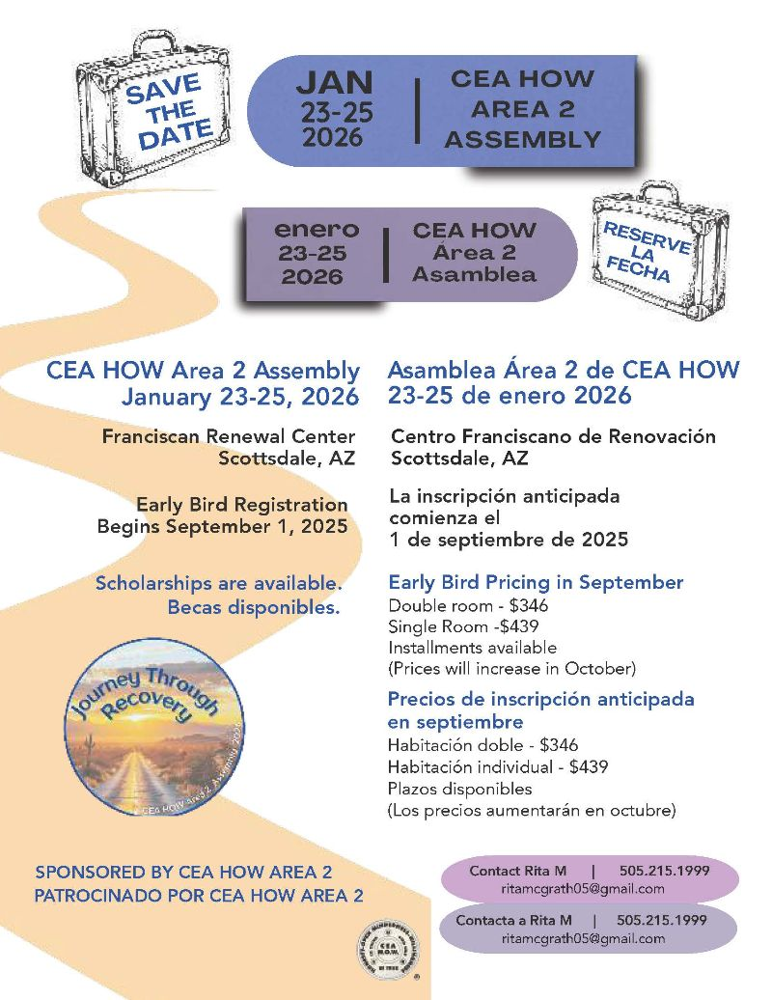 SAVE
THE
DATE
JAN
23-25
2026
CEA HOW
AREA 2
ASSEMBLY
enero
23-25
2026
CEA HOW
Área 2
Asamblea
RESERVE
LA
FECHA
CEA HOW Area 2 Assembly
January 23-25, 2026
Franciscan Renewal Center
Scottsdale, AZ
Early Bird Registration
Begins September 1, 2025
Scholarships are available.
Becas disponibles.
Asamblea Área 2 de CEA HOW
23-25 de enero 2026
Centro Franciscano de Renovación
Scottsdale, AZ
La inscripción anticipada
comienza el
1 de septiembre de 2025
Early Bird Pricing in September
Double room - $346
Single Room -$439
Installments available
(Prices will increase in October)
Precios de inscripción anticipada
en septiembre
Habitación doble - $346
Habitación individual - $439
Plazos disponibles
(Los precios aumentarán en octubre)
Journey Through
Recovery
CEA HOW Area 2 Assembly 2026
SPONSORED BY CEA HOW AREA 2
PATROCINADO POR CEA HOW AREA 2
Contact Rita M | 505.215.1999
ritamcgrath05@gmail.com
Contacta a Rita M | 505.215.1999
ritamcgrath05@gmail.com
CEA
H.O.W.
®